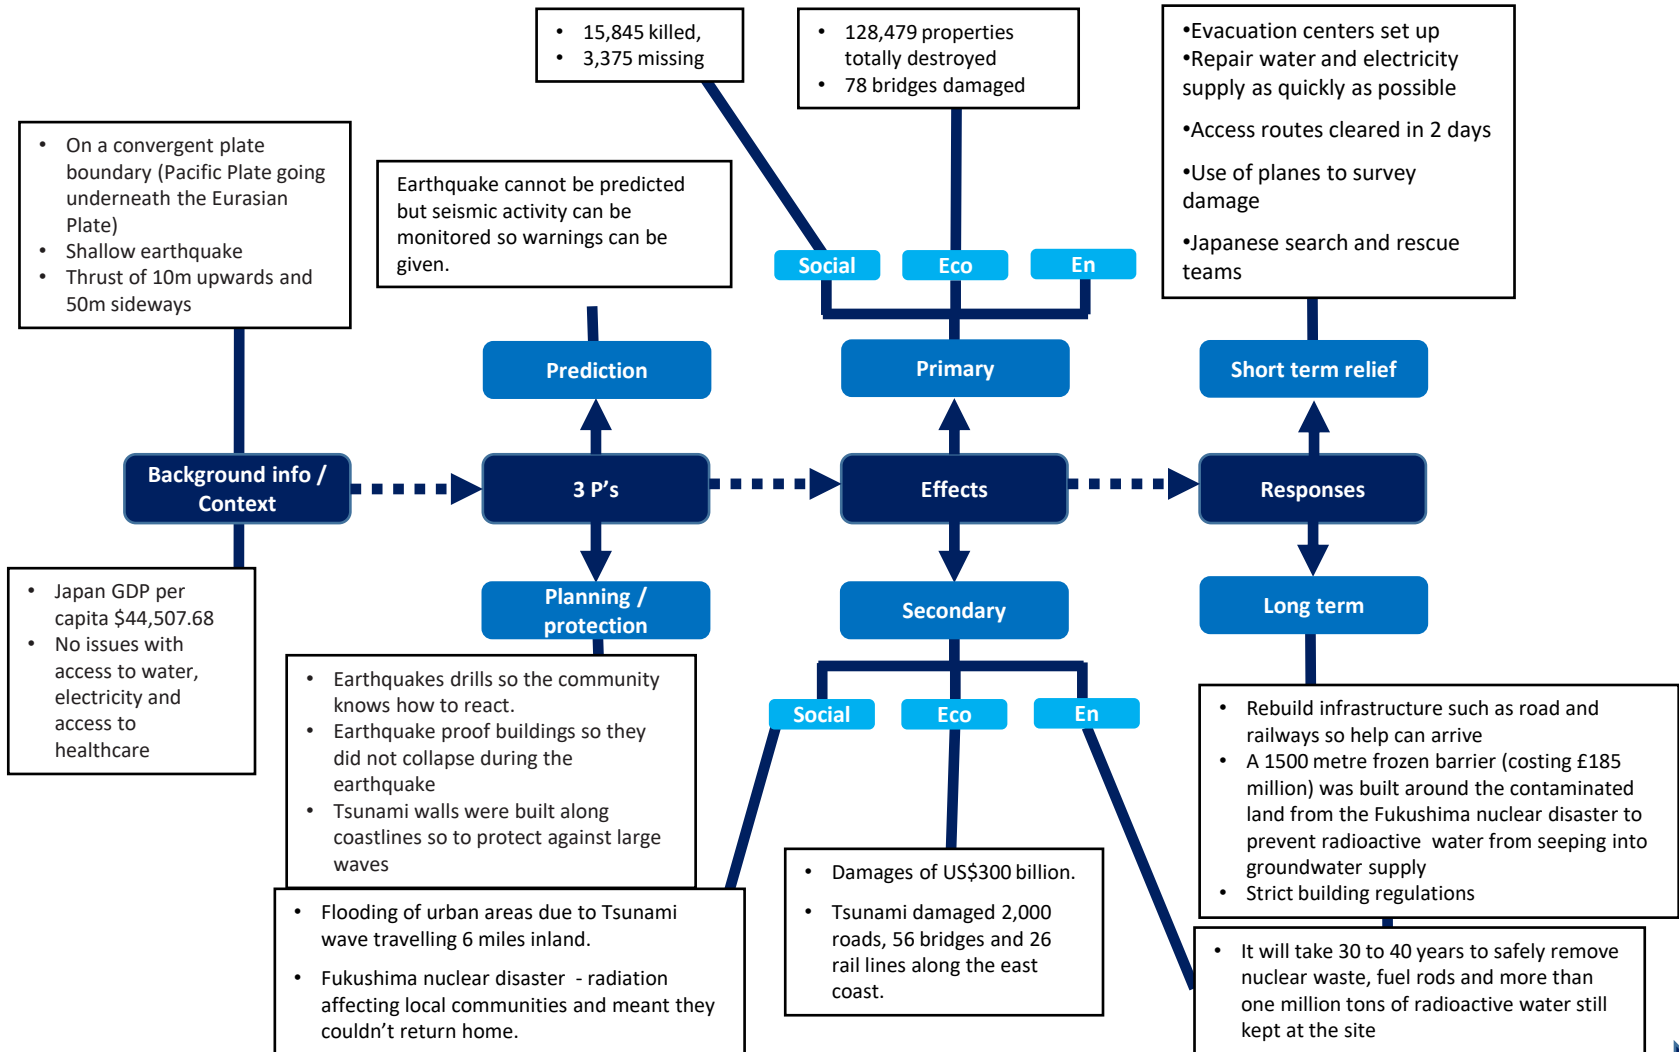 • 15,845 killed,
• 3,375 missing
• 128,479 properties
totally destroyed
• 78 bridges damaged
•Evacuation centers set up
•Repair water and electricity
supply as quickly as possible
•Access routes cleared in 2 days
•Use of planes to survey
damage
•Japanese search and rescue
teams
• On a convergent plate
boundary (Pacific Plate going
underneath the Eurasian
Plate)
• Shallow earthquake
• Thrust of 10m upwards and
50m sideways
Earthquake cannot be predicted
but seismic activity can be
monitored so warnings can be
given.
Social
Eco
En
Prediction
Primary
Short term relief
Background info /
Context
3 P's
Effects
Responses
• Japan GDP per
capita $44,507.68
• No issues with
access to water,
electricity and
access to
healthcare
Planning /
protection
Secondary
Long term
• Earthquakes drills so the community
knows how to react.
• Earthquake proof buildings so they
did not collapse during the
earthquake
• Tsunami walls were built along
coastlines so to protect against large
waves
Social
Eco
En
• Rebuild infrastructure such as road and
railways so help can arrive
• A 1500 metre frozen barrier (costing £185
million) was built around the contaminated
land from the Fukushima nuclear disaster to
prevent radioactive water from seeping into
groundwater supply
• Strict building regulations
• Flooding of urban areas due to Tsunami
wave travelling 6 miles inland.
• Fukushima nuclear disaster - radiation
affecting local communities and meant they
couldn't return home.
• Damages of US$300 billion.
• Tsunami damaged 2,000
roads, 56 bridges and 26
rail lines along the east
coast.
• It will take 30 to 40 years to safely remove
nuclear waste, fuel rods and more than
one million tons of radioactive water still
kept at the site